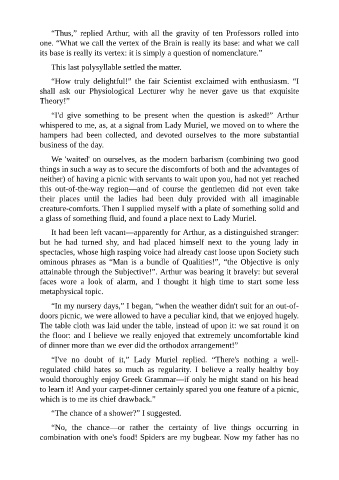 “Thus,” replied Arthur, with all the gravity of ten Professors rolled into
one. “What we call the vertex of the Brain is really its base: and what we call
its base is really its vertex: it is simply a question of nomenclature.”
This last polysyllable settled the matter.
“How truly delightful!” the fair Scientist exclaimed with enthusiasm. “I
shall ask our Physiological Lecturer why he never gave us that exquisite
Theory!”
“I'd give something to be present when the question is asked!” Arthur
whispered to me, as, at a signal from Lady Muriel, we moved on to where the
hampers had been collected, and devoted ourselves to the more substantial
business of the day.
We 'waited' on ourselves, as the modern barbarism (combining two good
things in such a way as to secure the discomforts of both and the advantages of
neither) of having a picnic with servants to wait upon you, had not yet reached
this out-of-the-way region—and of course the gentlemen did not even take
their places until the ladies had been duly provided with all imaginable
creature-comforts. Then I supplied myself with a plate of something solid and
a glass of something fluid, and found a place next to Lady Muriel.
It had been left vacant—apparently for Arthur, as a distinguished stranger:
but he had turned shy, and had placed himself next to the young lady in
spectacles, whose high rasping voice had already cast loose upon Society such
ominous phrases as “Man is a bundle of Qualities!”, “the Objective is only
attainable through the Subjective!”. Arthur was bearing it bravely: but several
faces wore a look of alarm, and I thought it high time to start some less
metaphysical topic.
“In my nursery days,” I began, “when the weather didn't suit for an out-of-
doors picnic, we were allowed to have a peculiar kind, that we enjoyed hugely.
The table cloth was laid under the table, instead of upon it: we sat round it on
the floor: and I believe we really enjoyed that extremely uncomfortable kind
of dinner more than we ever did the orthodox arrangement!”
“I've no doubt of it,” Lady Muriel replied. “There's nothing a well-
regulated child hates so much as regularity. I believe a really healthy boy
would thoroughly enjoy Greek Grammar—if only he might stand on his head
to learn it! And your carpet-dinner certainly spared you one feature of a picnic,
which is to me its chief drawback.”
“The chance of a shower?” I suggested.
“No, the chance—or rather the certainty of live things occurring in
combination with one's food! Spiders are my bugbear. Now my father has no